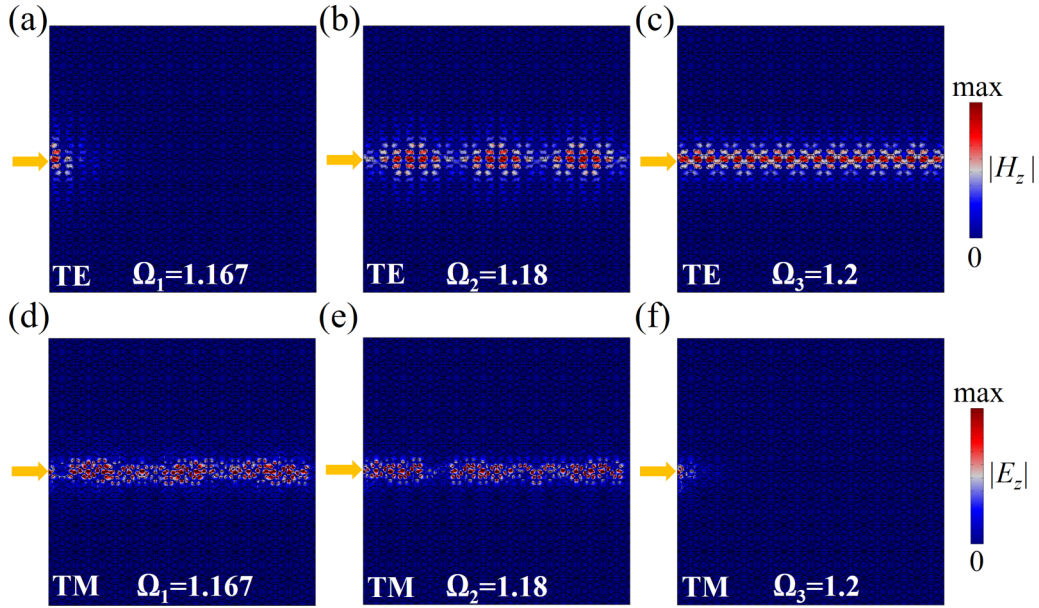 (a) (b) (c)
max
|Hz|
0
TE Ω1=1.167 TE Ω2=1.18 TE Ω3=1.2
(d) (e) (f)
max
|Ez|
0
TM Ω1=1.167 TM Ω2=1.18 TM Ω3=1.2